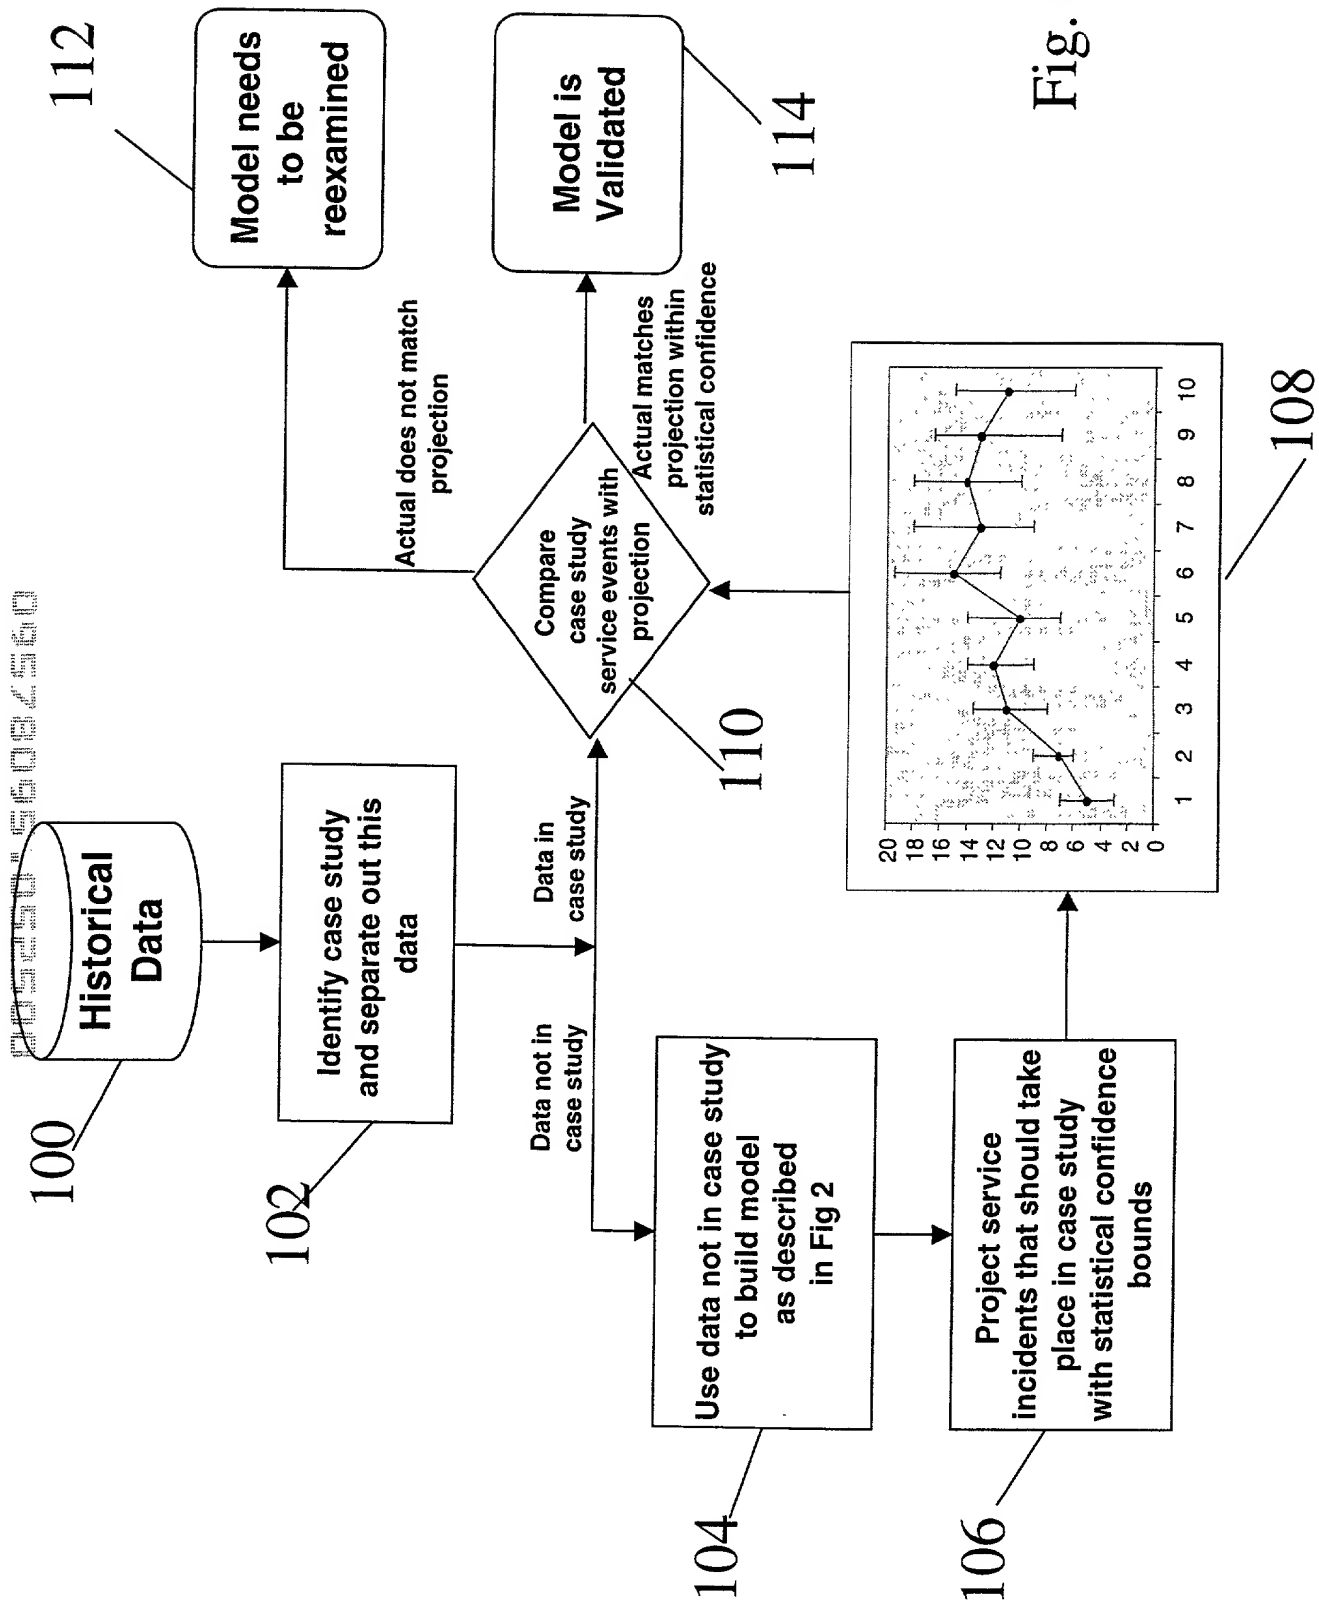 100
Historical
Data
102
Identify case study
and separate out this
data
Data not in
case study
Data in
case study
104
Use data not in case study
to build model
as described
in Fig 2
106
Project service
incidents that should take
place in case study
with statistical confidence
bounds
20
18
16
14
12
10
8
6
4
2
0
1 2 3 4 5 6 7 8 9 10
108
110
Compare
case study
service events with
projection
Actual does not match
projection
Actual matches
projection within
statistical confidence
112
Model needs
to be
reexamined
Model is
Validated
114
Fig.